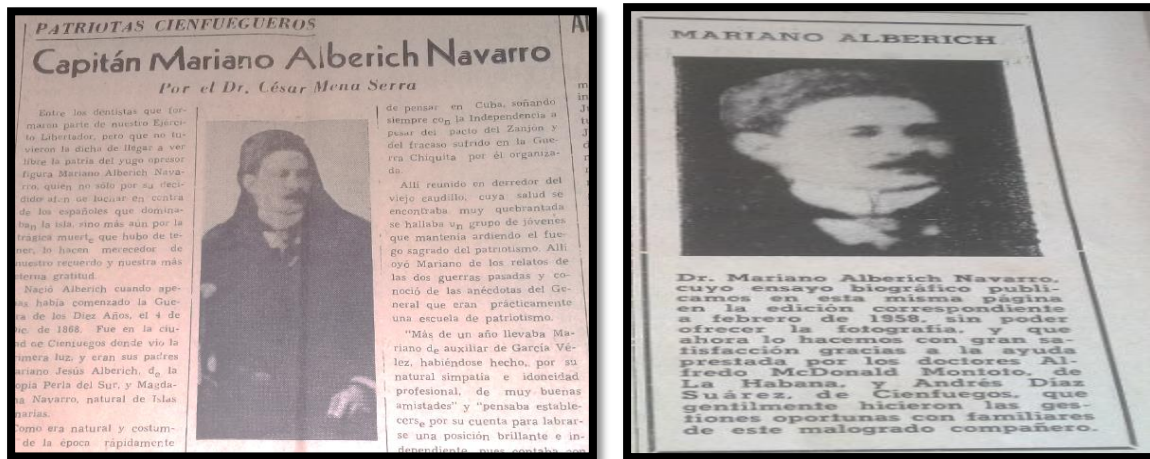 PATRIOTAS CIENFUEGUEROS
Capitán Mariano Alberich Navarro
Por el Dr. César Mena Serra
Entre los dentistas que for-
maron parte de nuestro Ejérci-
to Libertador, pero que no tu-
vieron la dicha de llegar a ver
libre la patria del yugo opresor
figura Mariano Alberich Nava-
rro, quien no sólo por su deci-
dido afán de luchar en contra
de los españoles que domina-
ban la isla, sino más aún por la
trágica muerte que hubo de te-
ner, lo hacen merecedor de
nuestro recuerdo y nuestra más
eterna gratitud.
Nació Alberich cuando ape-
as había comenzado la Gue-
ra de los Diez Años, el 4 de
ic. de 1868. Fue en la ciu-
ad de Cienfuegos donde vio la
rimera luz, y eran sus padres
ariano Jesús Alberich, de la
opia Perla del Sur, y Magda-
na Navarro, natural de Islas
narias.
Como era natural y costum-
de la época rápidamente
de pensar en Cuba, soñando
siempre con la Independencia a
pesar del pacto del Zanjón y
del fracaso sufrido en la Gue-
rra Chiquita por él organiza-
da.
Allí reunido en derredor del
viejo caudillo, cuya salud se
encontraba muy quebrantada
se hallaba un grupo de jóvenes
que mantenía ardiendo el fue-
go sagrado del patriotismo. Allí
oyó Mariano de los relatos de
las dos guerras pasadas y co-
noció de las anécdotas del Ge-
neral que eran prácticamente
una escuela de patriotismo.
"Más de un año llevaba Ma-
riano de auxiliar de García Vé-
lez, habiéndose hecho, por su
natural simpatía e idoneidad
profesional, de muy buenas
amistades" y "pensaba estable-
cerse por su cuenta para labrar-
se una posición brillante e in-
dependiente, pues contaba con
MARIANO ALBERICH
Dr. Mariano Alberich Navarro,
cuyo ensayo biográfico publi-
camos en esta misma página
en la edición correspondiente
a febrero de 1958, sin poder
ofrecer la fotografía, y que
ahora lo hacemos con gran sa-
tisfacción gracias a la ayuda
prestada por los doctores Al-
fredo McDonald Montoto, de
La Habana, y Andrés Díaz
Suárez, de Cienfuegos, que
gentilmente hicieron las ges-
tiones oportunas con familiares
de este malogrado compañero.